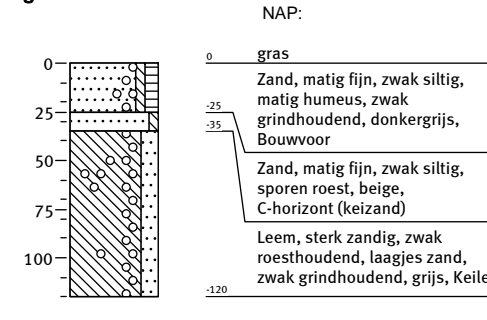 NAP:
0
25
50
75
100
0
-25
-35
-120
gras
Zand, matig fijn, zwak siltig,
matig humeus, zwak
grindhoudend, donkergrijs,
Bouwvoor
Zand, matig fijn, zwak siltig,
sporen roest, beige,
C-horizont (keizand)
Leem, sterk zandig, zwak
roesthoudend, laagjes zand,
zwak grindhoudend, grijs, Keile